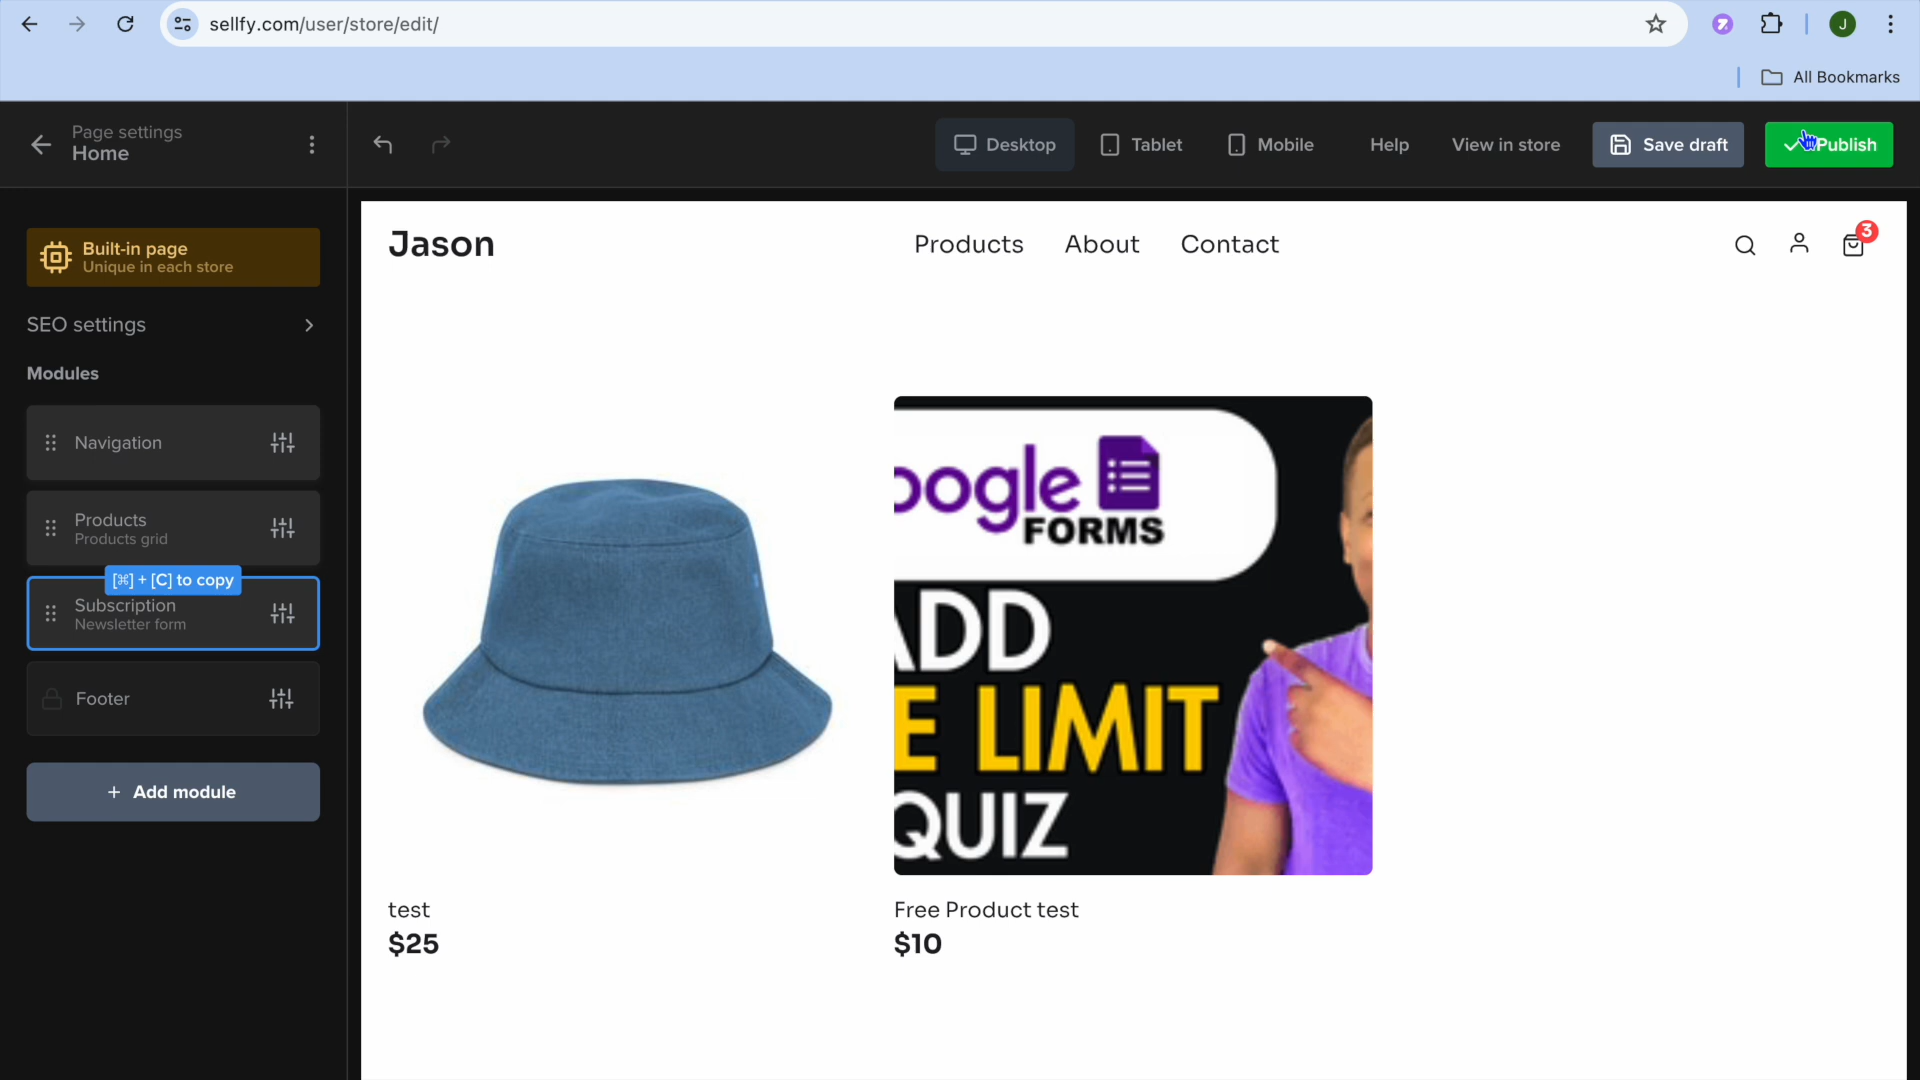 sellfy.com/user/store/edit/
J
All Bookmarks
Page settings
Home
Desktop
Tablet
Mobile
Help
View in store
Save draft
Publish
Built-in page
Unique in each store
SEO settings
Modules
Navigation
Products
Products grid
[⌘] + [C] to copy
Subscription
Newsletter form
Footer
+ Add module
Jason
Products
About
Contact
3
oogle
FORMS
ADD
E LIMIT
QUIZ
test
$25
Free Product test
$10